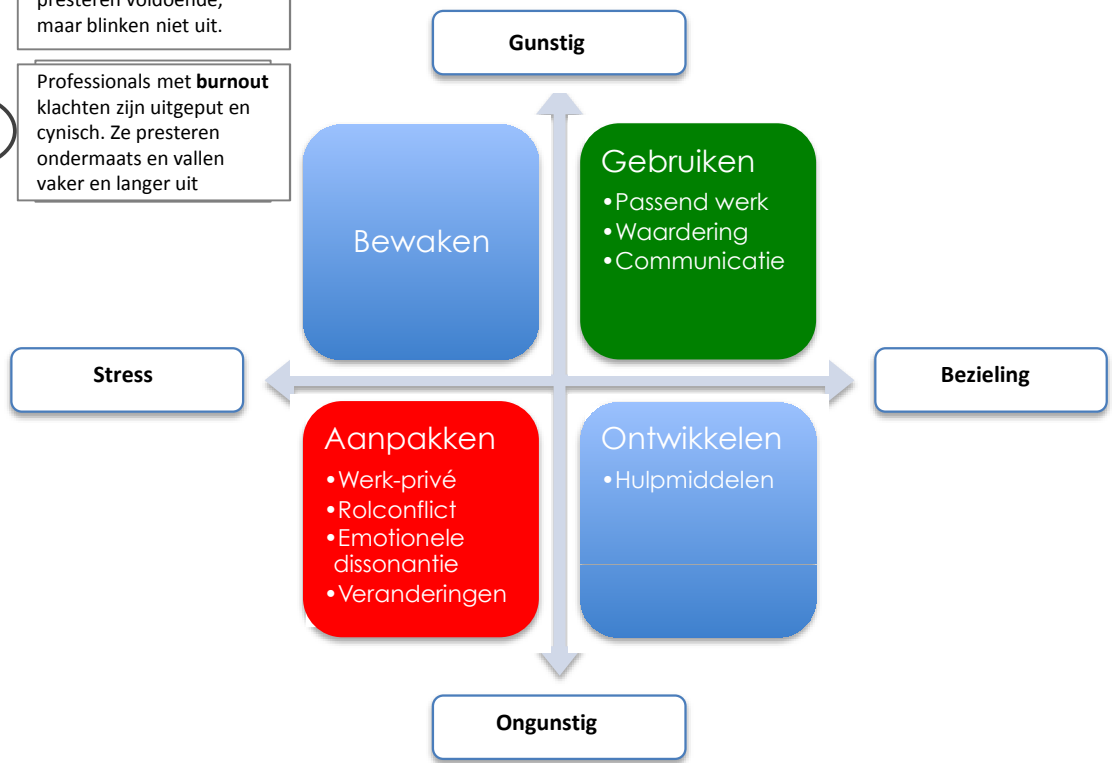 presteren voldoende,
maar blinken niet uit.
Professionals met burnout
klachten zijn uitgeput en
cynisch. Ze presteren
ondermaats en vallen
vaker en langer uit
Gunstig
Bewaken
Gebruiken
•Passend werk
•Waardering
•Communicatie
Stress
Bezieling
Aanpakken
•Werk-privé
•Rolconflict
•Emotionele
dissonantie
•Veranderingen
Ontwikkelen
•Hulpmiddelen
Ongunstig